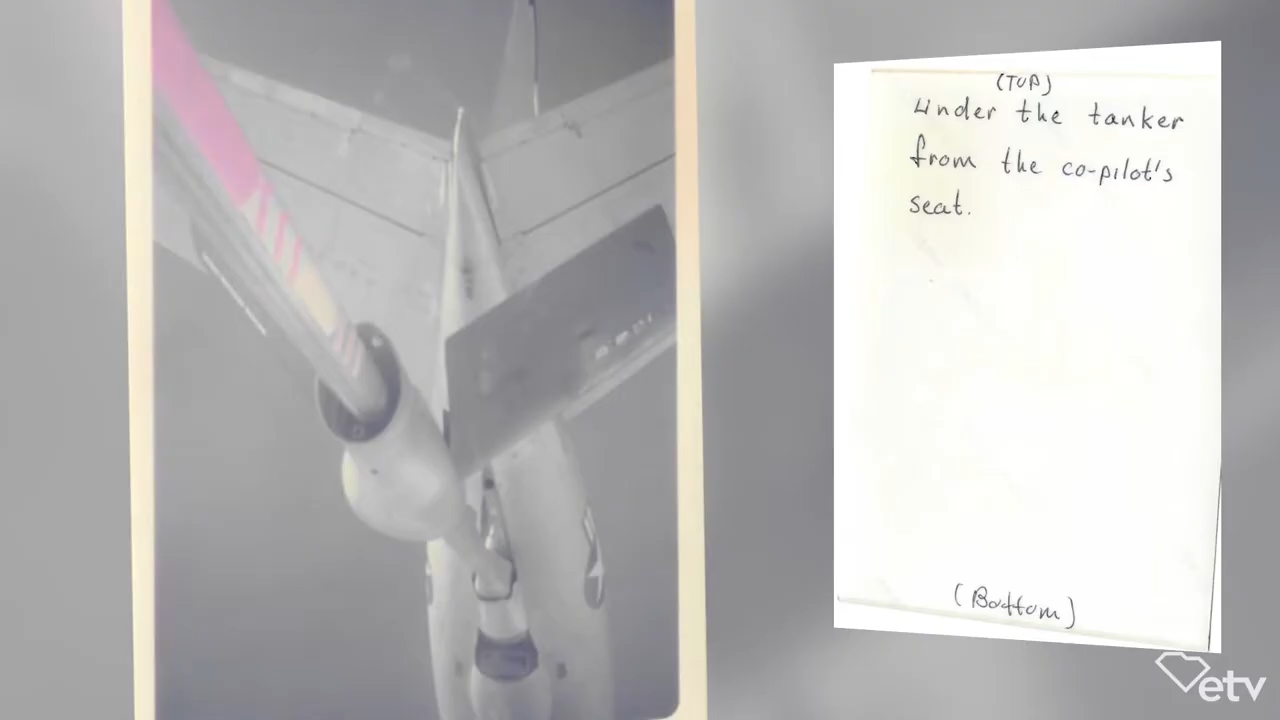 (TOP)
Under the tanker
from the co-pilot's
seat.
(Bottom)
etv